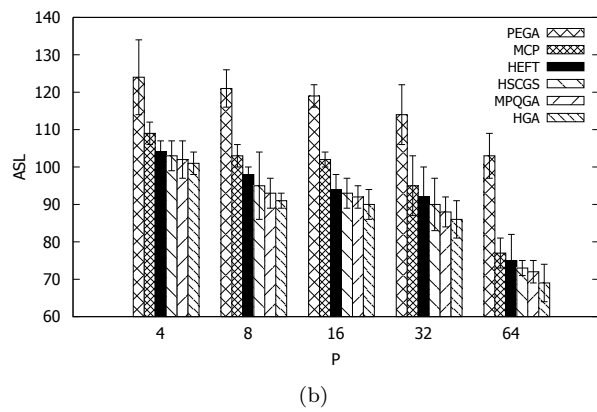 140
130
120
110
100
90
80
70
60
ASL
PEGA
MCP
HEFT
HSCGS
MPQGA
HGA
4 8 16 32 64
P
(b)